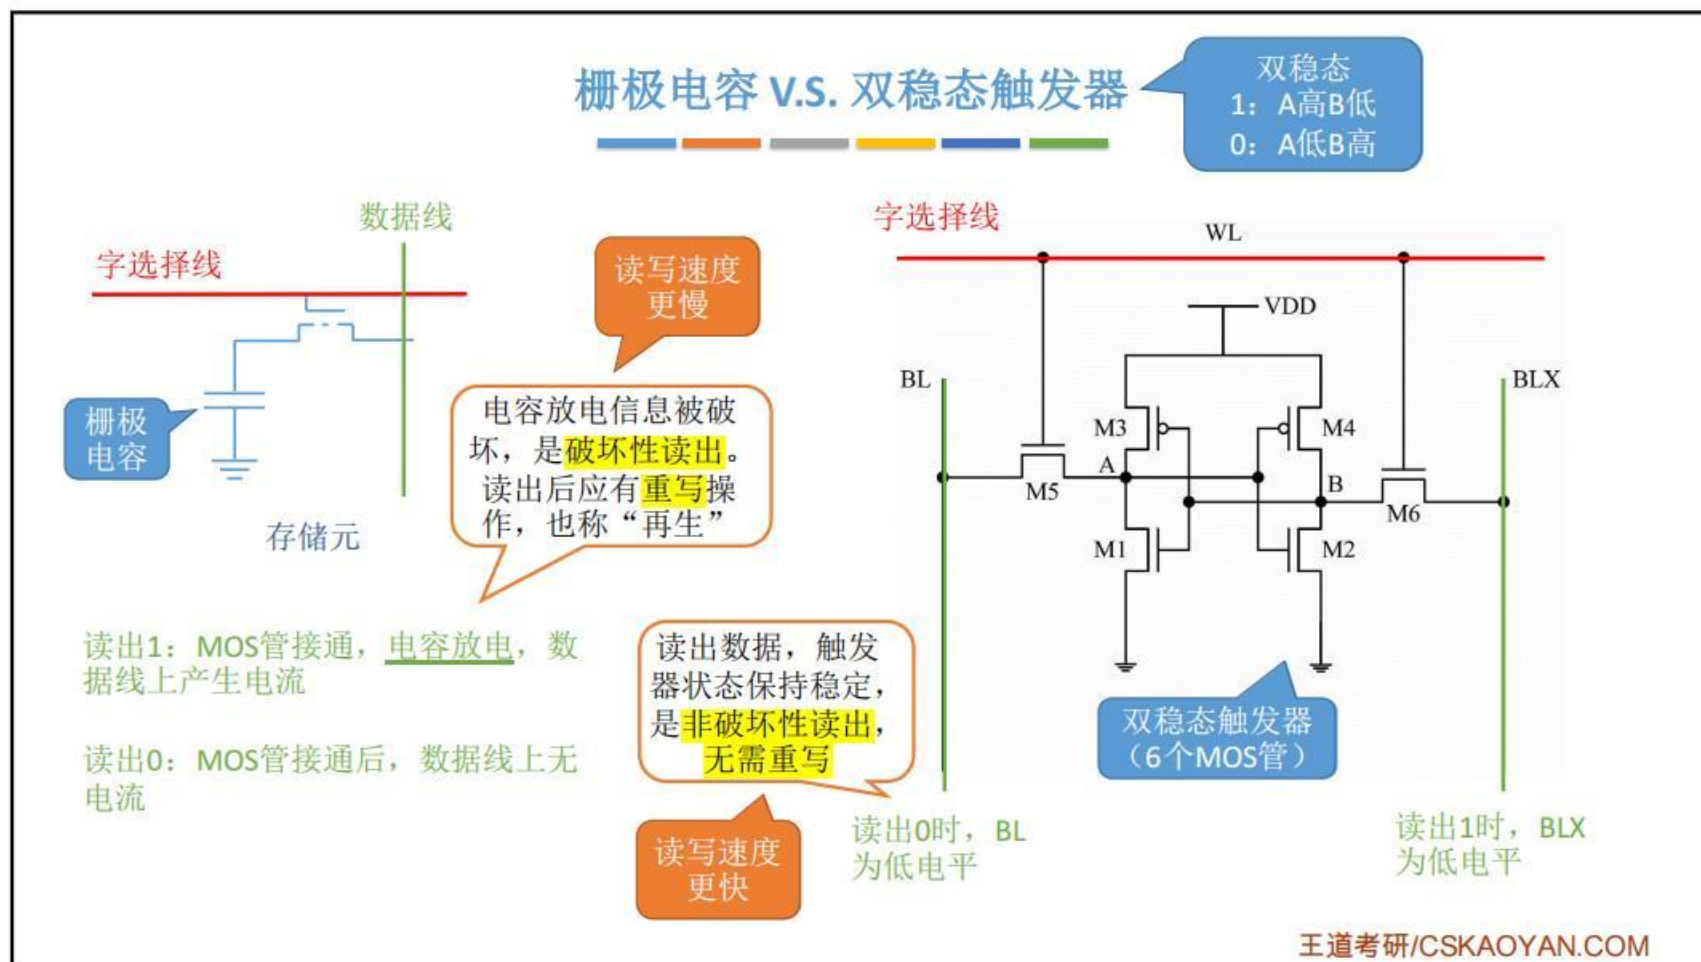 栅极电容 V.S. 双稳态触发器
双稳态
1：A高B低
0：A低B高
数据线
字选择线
栅极
电容
存储元
读写速度
更慢
电容放电信息被破
坏，是破坏性读出。
读出后应有重写操
作，也称“再生”
读出1：MOS管接通，电容放电，数
据线上产生电流
读出0：MOS管接通后，数据线上无
电流
读出数据，触发
器状态保持稳定，
是非破坏性读出，
无需重写
读写速度
更快
字选择线
WL
VDD
BL
BLX
M3
M4
A
M5
B
M6
M1
M2
双稳态触发器
（6个MOS管）
读出0时，BL
为低电平
读出1时，BLX
为低电平
王道考研/CSKAOYAN.COM